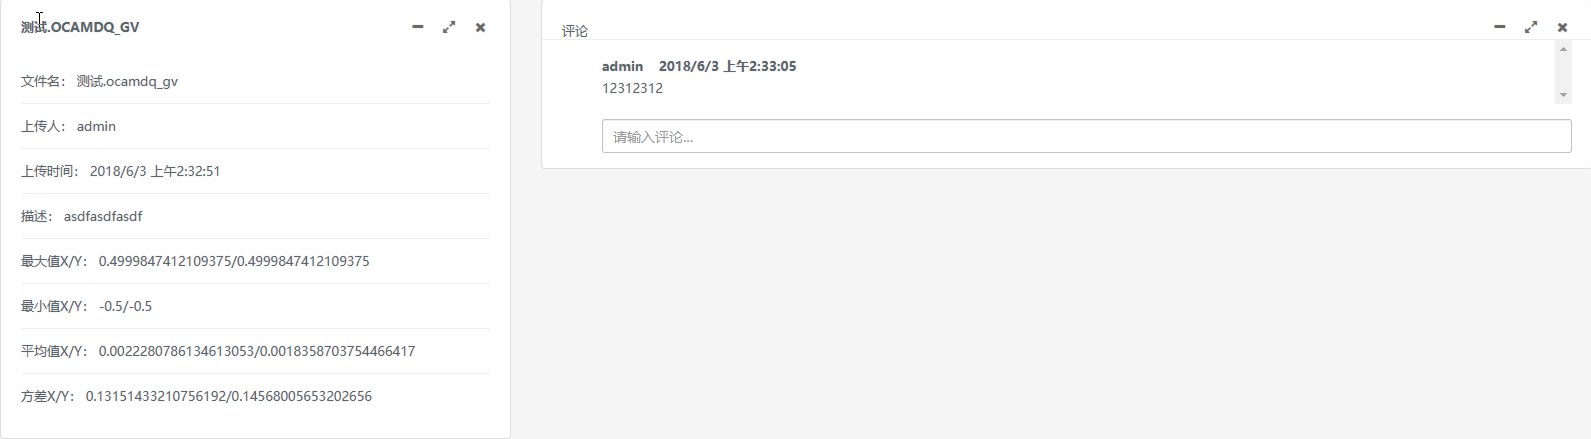 测试.OCAMDQ_GV
文件名： 测试.ocamdq_gv
上传人： admin
上传时间： 2018/6/3 上午2:32:51
描述： asdfasdfasdf
最大值X/Y： 0.4999847412109375/0.4999847412109375
最小值X/Y： -0.5/-0.5
平均值X/Y： 0.0022280786134613053/0.0018358703754466417
方差X/Y： 0.13151433210756192/0.14568005653202656
评论
admin 2018/6/3 上午2:33:05
12312312
请输入评论...